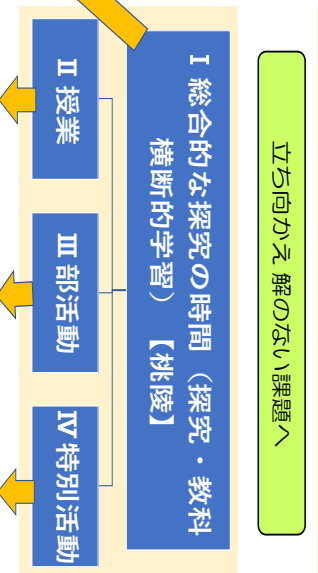 立ち向かえ 解のない課題へ
Ⅰ 総合的な探究の時間（探究・教科
横断的学習）【桃陵】
Ⅱ 授業
Ⅲ 部活動
Ⅳ 特別活動